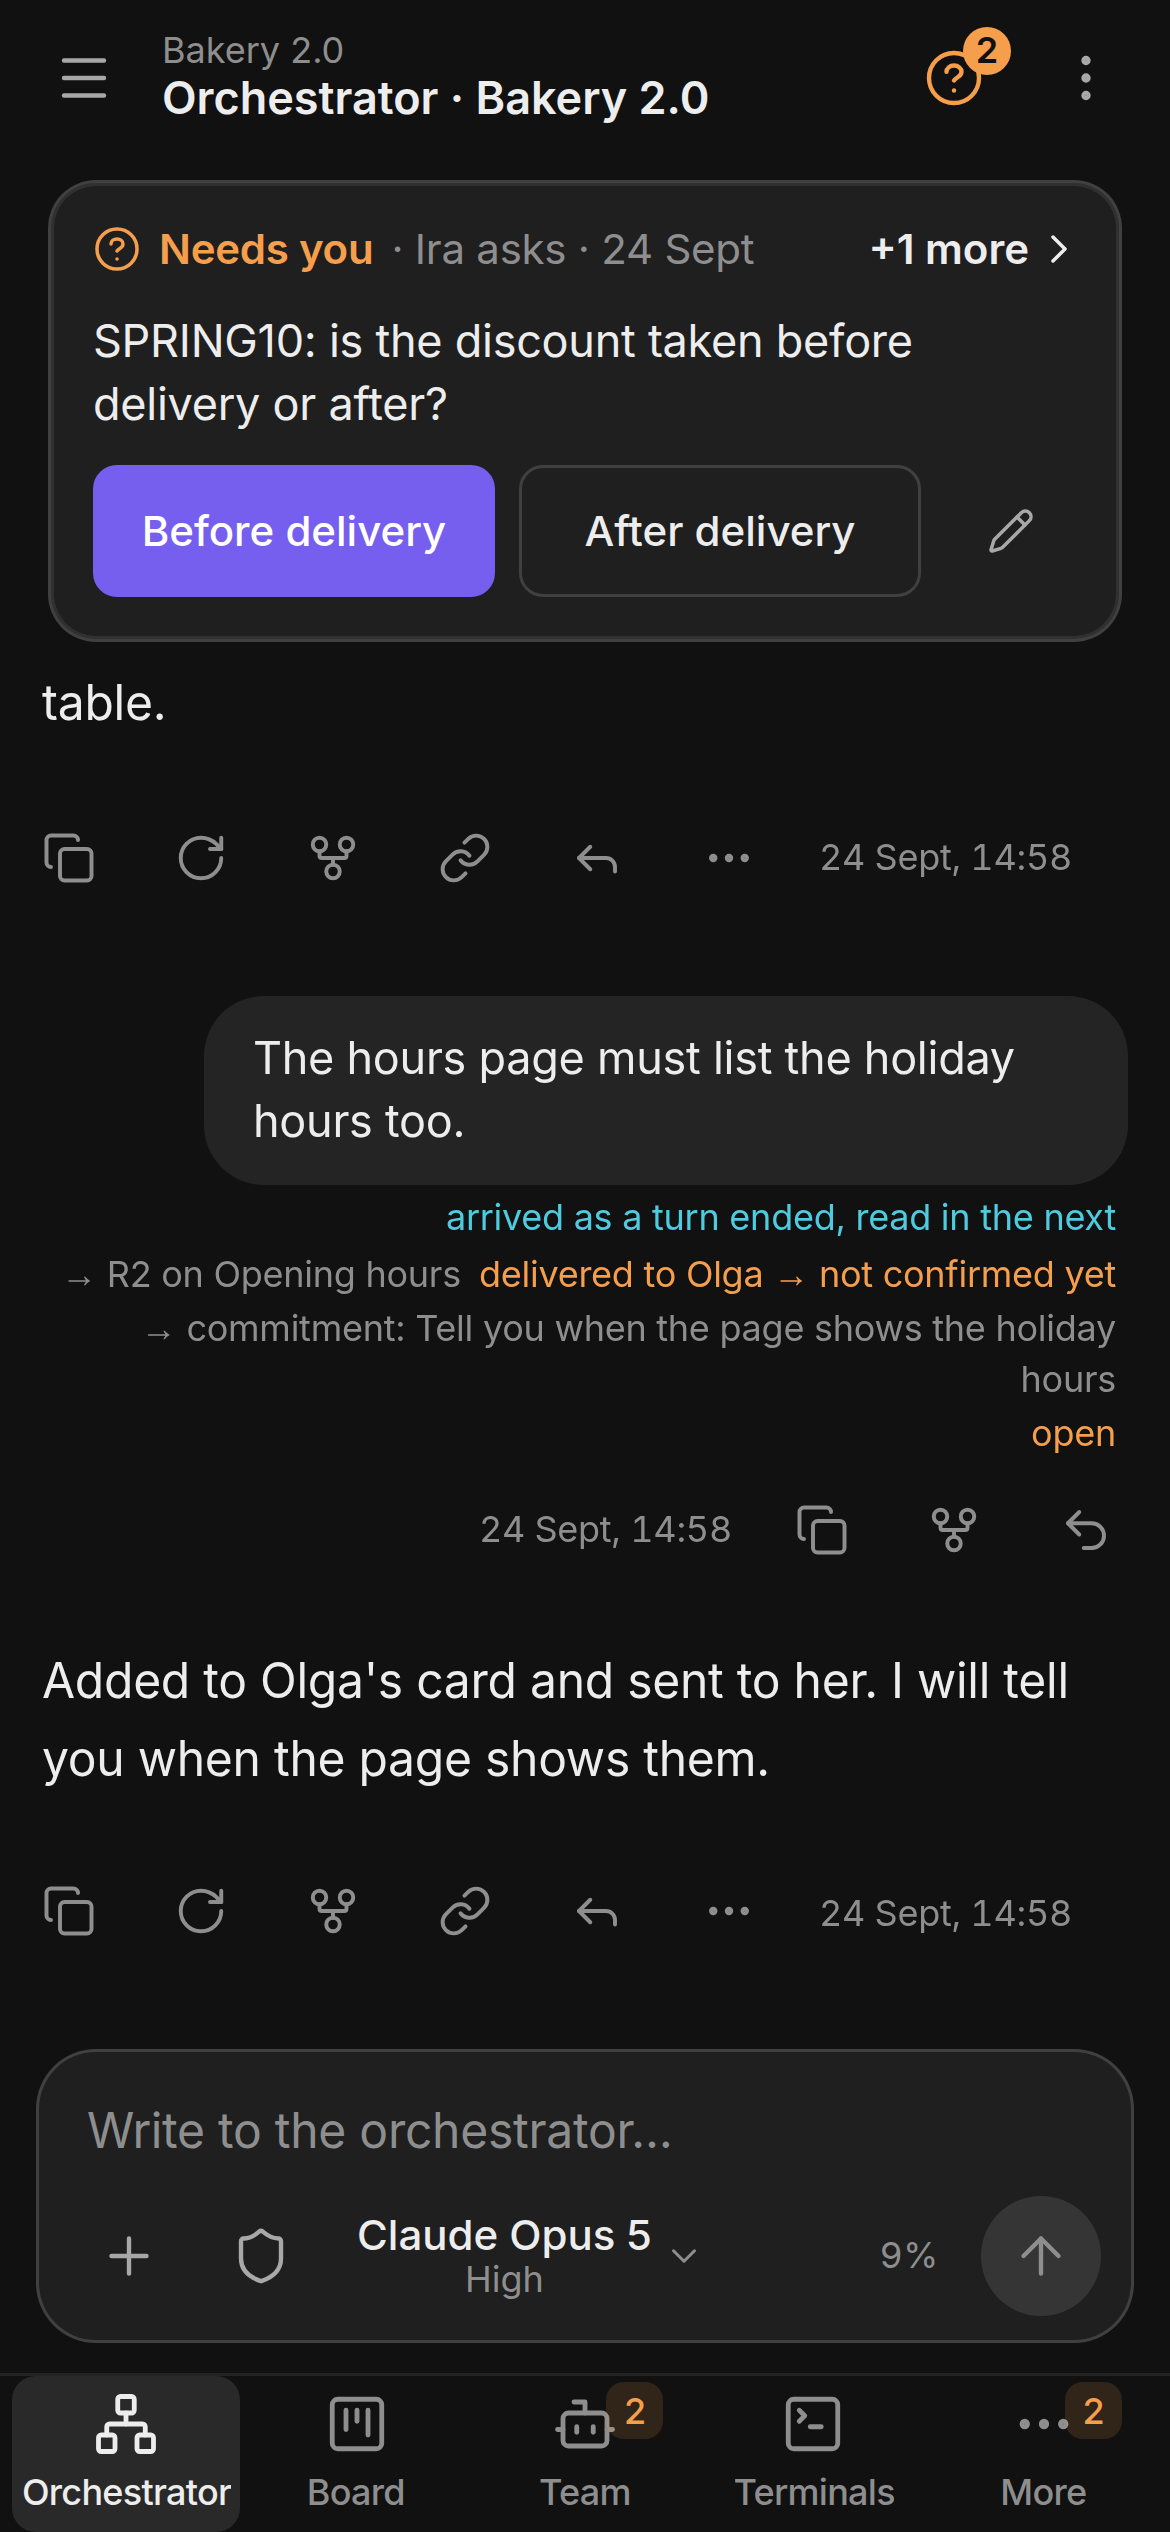 Bakery 2.0
Orchestrator · Bakery 2.0
2
Needs you · Ira asks · 24 Sept
+1 more
SPRING10: is the discount taken before
delivery or after?
Before delivery
After delivery
table.
24 Sept, 14:58
The hours page must list the holiday
hours too.
arrived as a turn ended, read in the next
→ R2 on Opening hours delivered to Olga → not confirmed yet
→ commitment: Tell you when the page shows the holiday
hours
open
24 Sept, 14:58
Added to Olga's card and sent to her. I will tell
you when the page shows them.
24 Sept, 14:58
Write to the orchestrator...
Claude Opus 5
High
9%
Orchestrator
Board
2
Team
Terminals
2
More